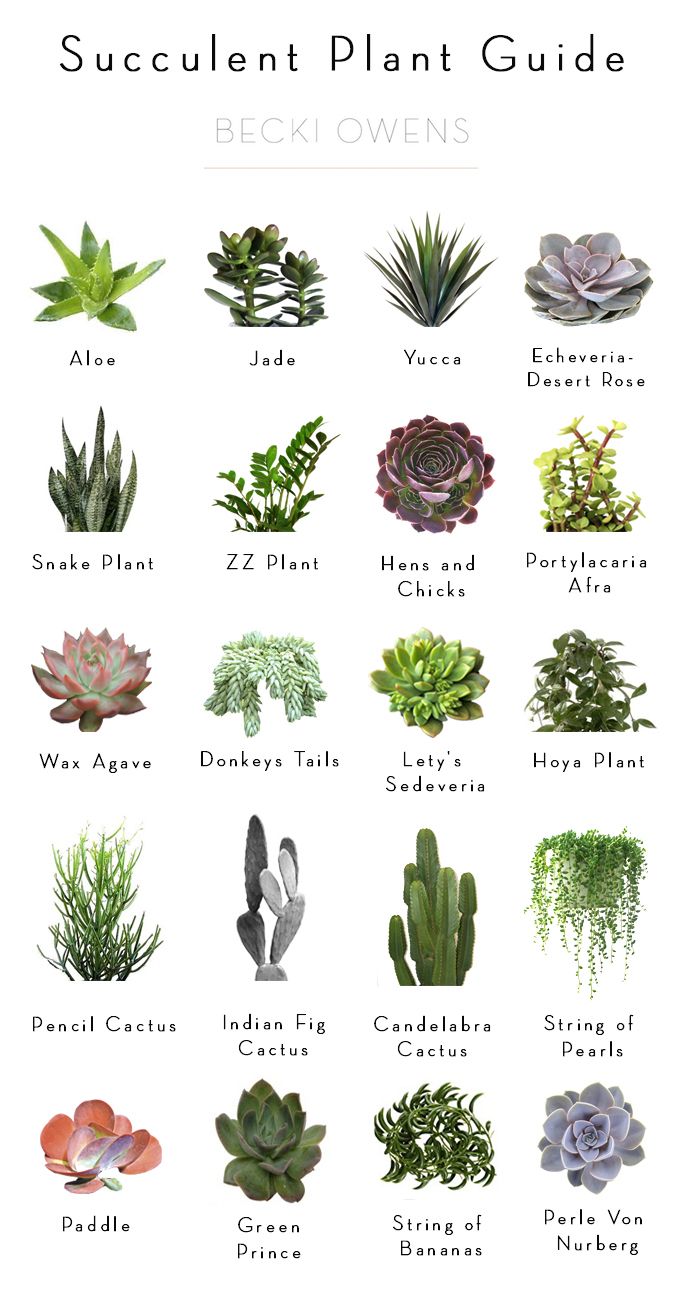 Succulent Plant Guide
BECKI OWENS
Aloe
Jade
Yucca
Echeveria-
Desert Rose
Snake Plant
ZZ Plant
Hens and
Chicks
Portylacaria
Afra
Wax Agave
Donkeys Tails
Lety's
Sedeveria
Hoya Plant
Pencil Cactus
Indian Fig
Cactus
Candelabra
Cactus
String of
Pearls
Paddle
Green
Prince
String of
Bananas
Perle Von
Nurberg